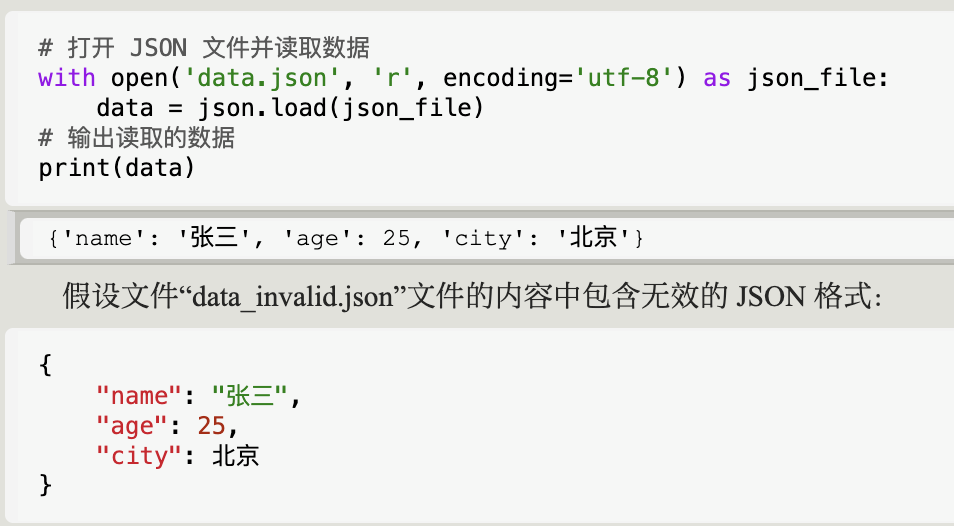 # 打开 JSON 文件并读取数据
with open('data.json', 'r', encoding='utf-8') as json_file:
    data = json.load(json_file)
# 输出读取的数据
print(data)
{'name': '张三', 'age': 25, 'city': '北京'}
假设文件“data_invalid.json”文件的内容中包含无效的 JSON 格式：
{
    "name": "张三",
    "age": 25,
    "city": 北京
}